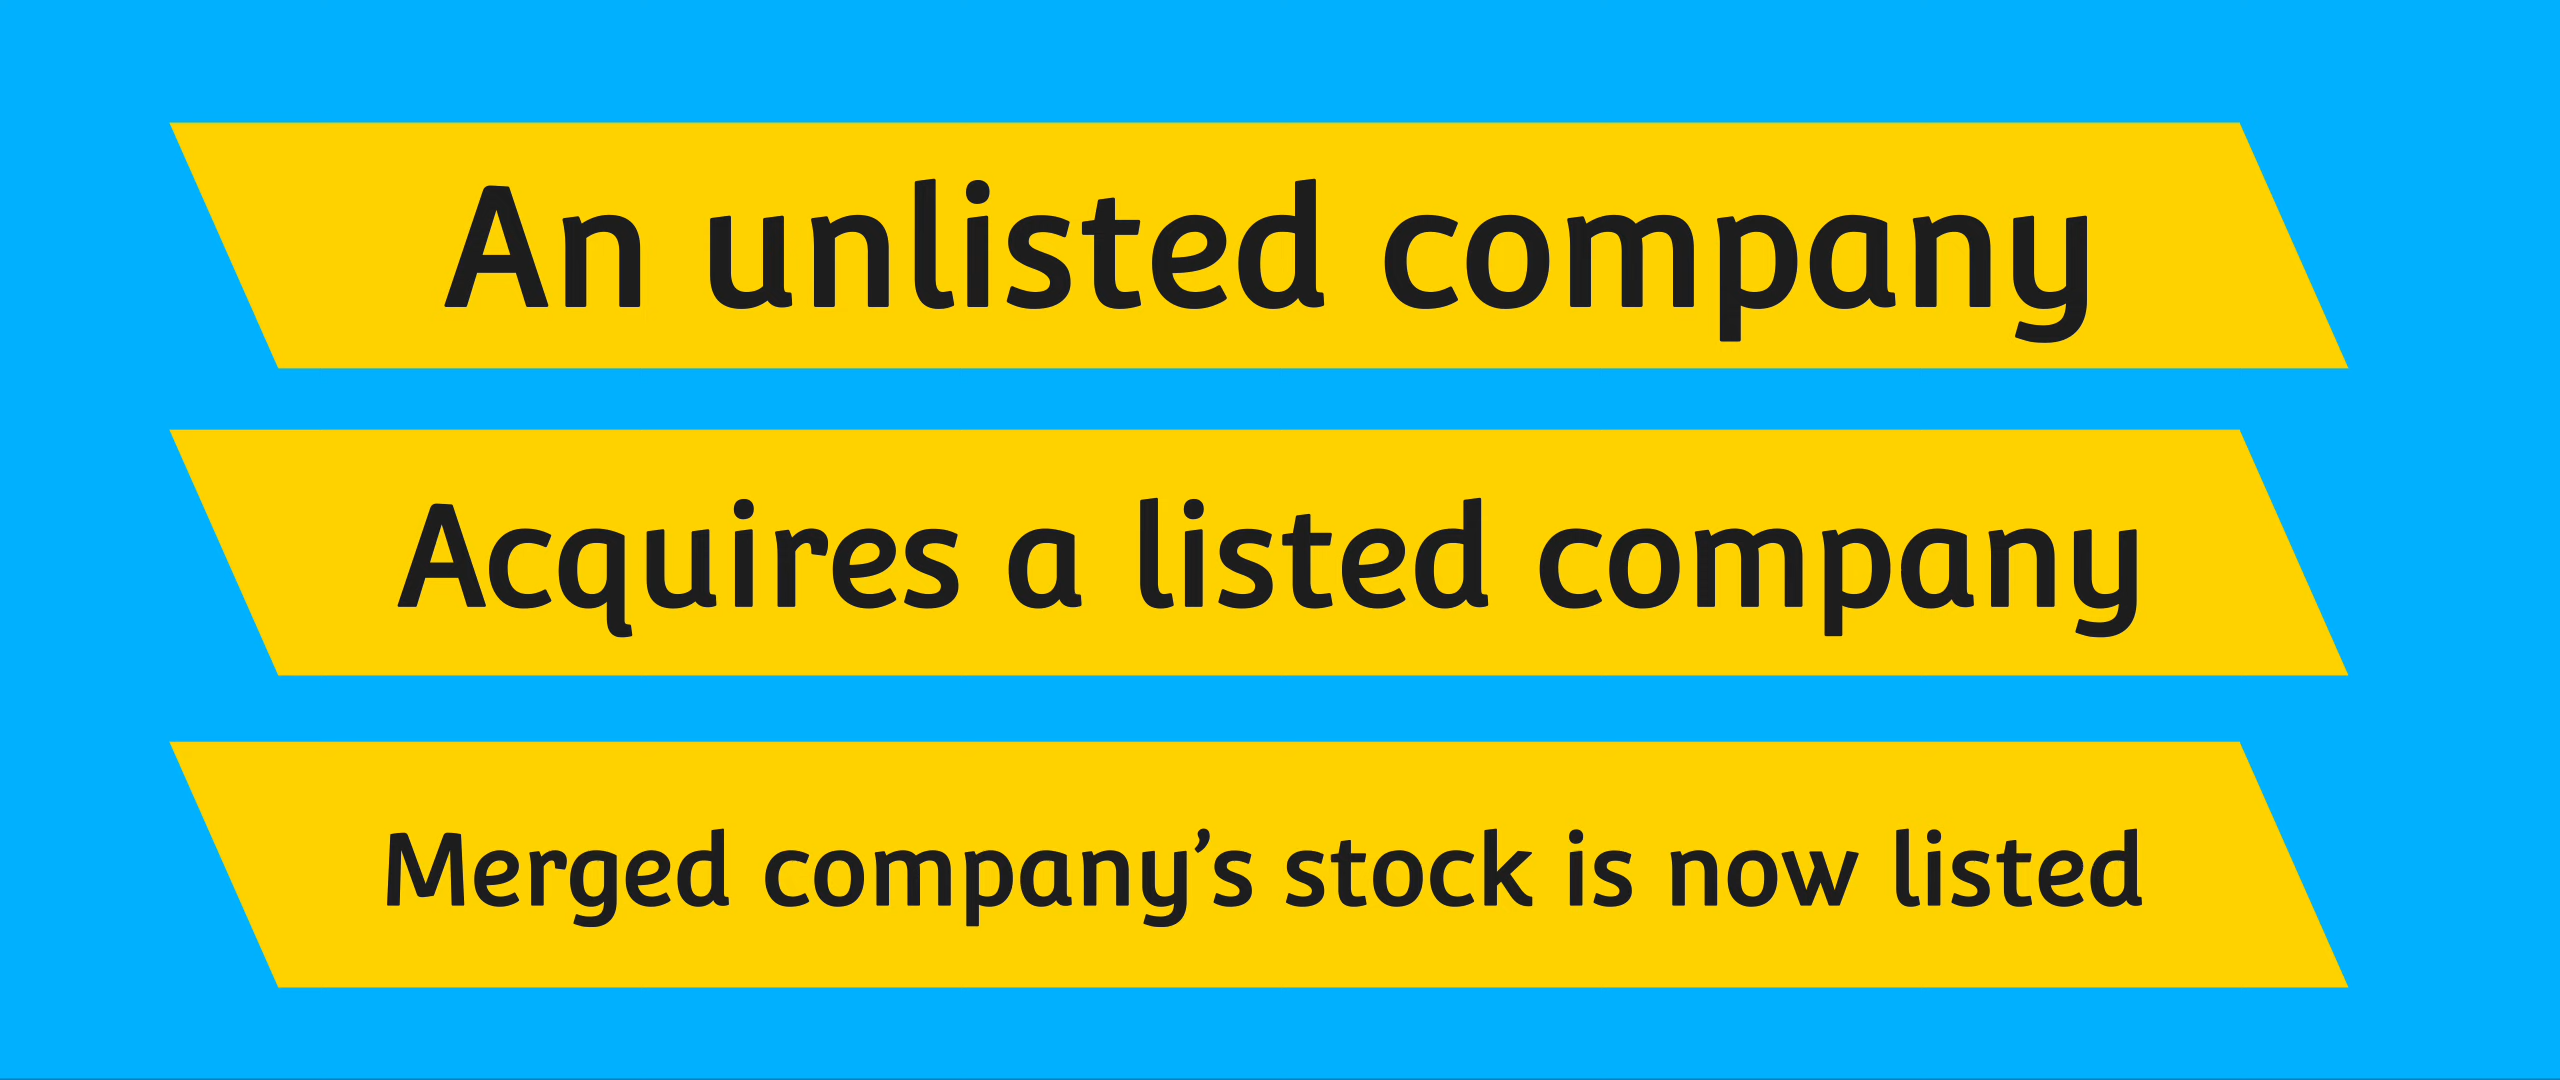 An unlisted company
Acquires a listed company
Merged company’s stock is now listed